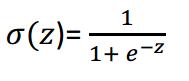 σ(z)= 1 / (1+ e^{-z})